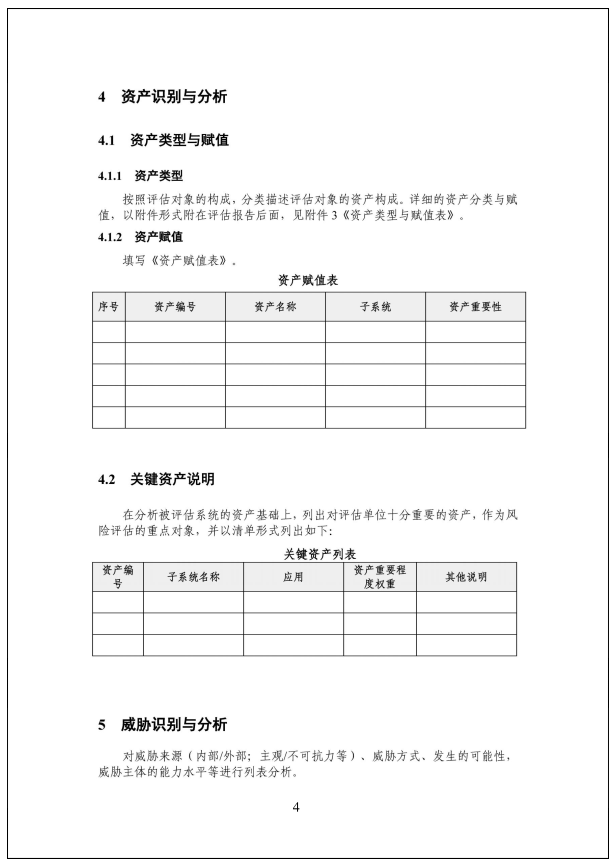 4 资产识别与分析
4.1 资产类型与赋值
4.1.1 资产类型
按照评估对象的构成，分类描述评估对象的资产构成。详细的资产分类与赋
值，以附件形式附在评估报告后面，见附件 3《资产类型与赋值表》。
4.1.2 资产赋值
填写《资产赋值表》。
资产赋值表
序号 资产编号 资产名称 子系统 资产重要性
4.2 关键资产说明
在分析被评估系统的资产基础上，列出对评估单位十分重要的资产，作为风
险评估的重点对象，并以清单形式列出如下：
关键资产列表
资产编 子系统名称 应用 资产重要程 其他说明
号 度权重
5 威胁识别与分析
对威胁来源（内部/外部；主观/不可抗力等）、威胁方式、发生的可能性，
威胁主体的能力水平等进行列表分析。
4